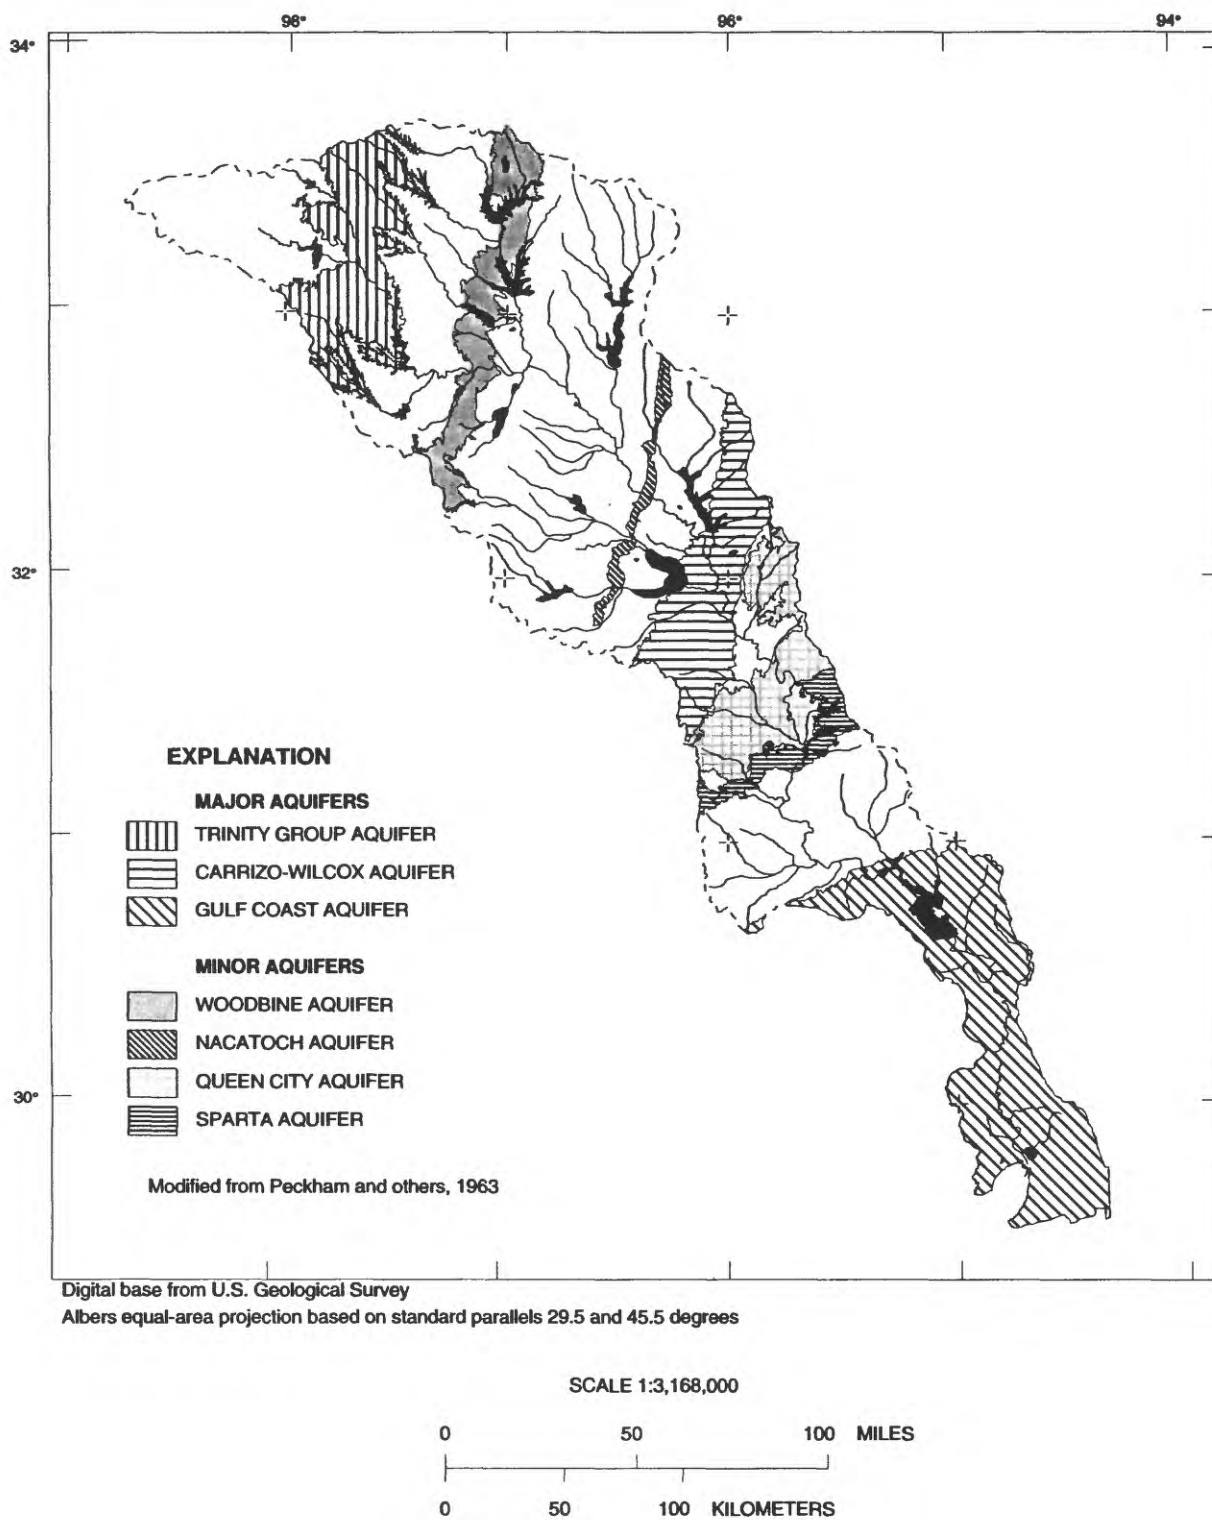 98° 96° 94°
34°
32°
30°
EXPLANATION
MAJOR AQUIFERS
TRINITY GROUP AQUIFER
CARRIZO-WILCOX AQUIFER
GULF COAST AQUIFER
MINOR AQUIFERS
WOODBINE AQUIFER
NACATOCH AQUIFER
QUEEN CITY AQUIFER
SPARTA AQUIFER
Modified from Peckham and others, 1963
Digital base from U.S. Geological Survey
Albers equal-area projection based on standard parallels 29.5 and 45.5 degrees
SCALE 1:3,168,000
0 50 100 MILES
0 50 100 KILOMETERS